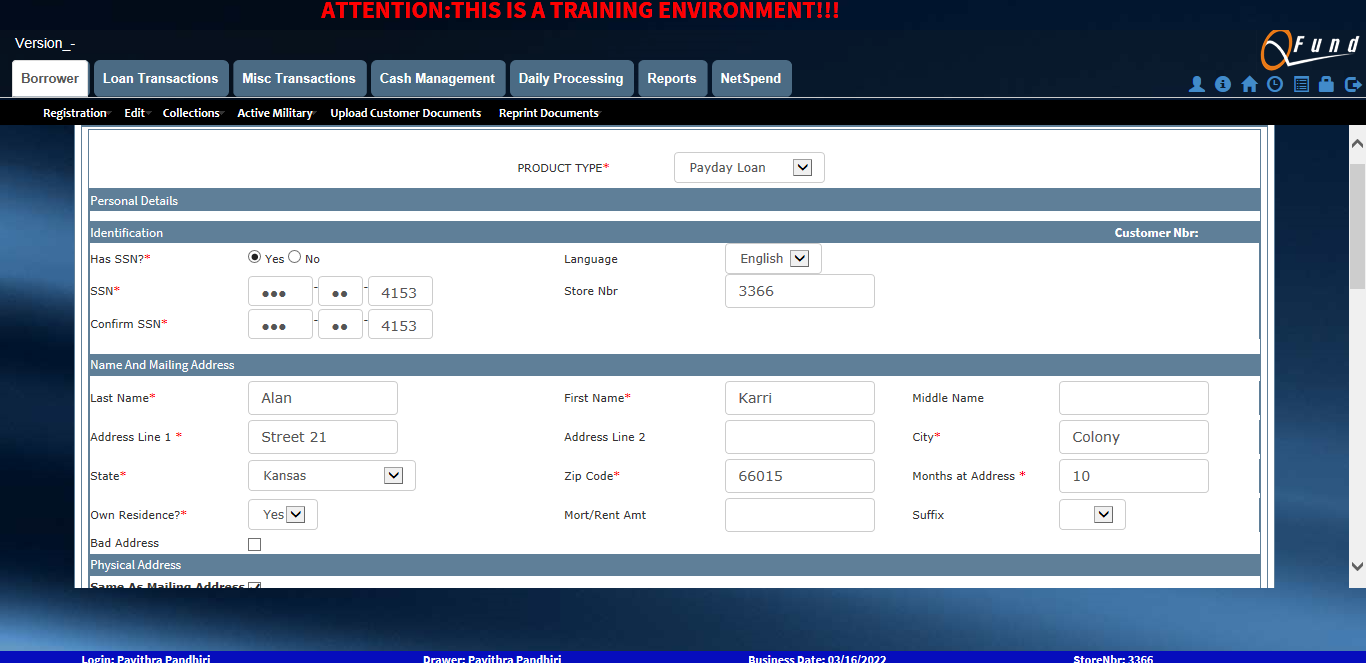 ATTENTION:THIS IS A TRAINING ENVIRONMENT!!!
Version_-
QFund
Borrower Loan Transactions Misc Transactions Cash Management Daily Processing Reports NetSpend
Registration Edit Collections Active Military Upload Customer Documents Reprint Documents
PRODUCT TYPE* Payday Loan
Personal Details
Identification Customer Nbr:
Has SSN?* Yes No Language English
SSN* ••• - •• - 4153 Store Nbr 3366
Confirm SSN* ••• - •• - 4153
Name And Mailing Address
Last Name* Alan First Name* Karri Middle Name
Address Line 1 * Street 21 Address Line 2 City* Colony
State* Kansas Zip Code* 66015 Months at Address * 10
Own Residence?* Yes Mort/Rent Amt Suffix
Bad Address
Physical Address
Same As Mailing Address
Login: Pavithra Pandhiri Drawer: Pavithra Pandhiri Business Date: 03/16/2022 StoreNbr: 3366